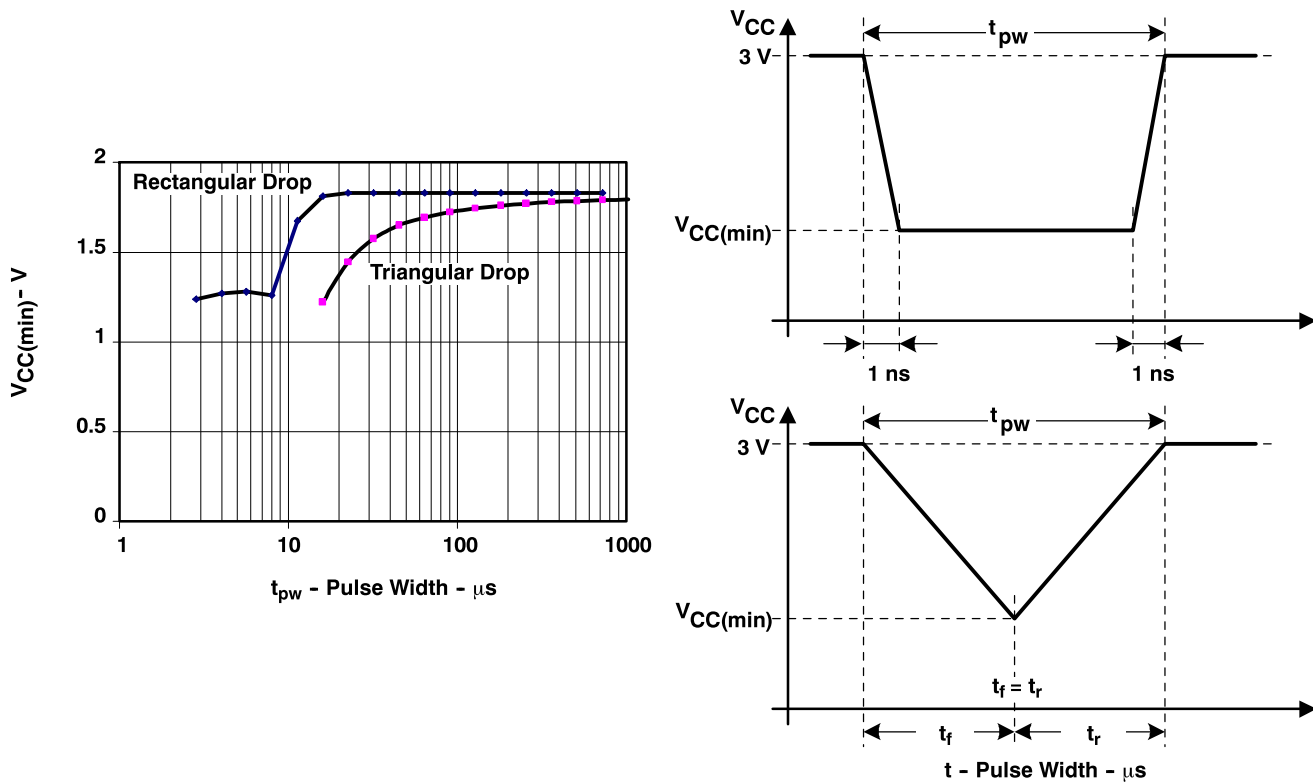 2
1.5
1
0.5
0
VCC(min) - V
Rectangular Drop
Triangular Drop
1
10
100
1000
tpw - Pulse Width - μs
VCC
tpw
3 V
VCC(min)
1 ns
1 ns
VCC
tpw
3 V
VCC(min)
tf = tr
tf
tr
t - Pulse Width - μs